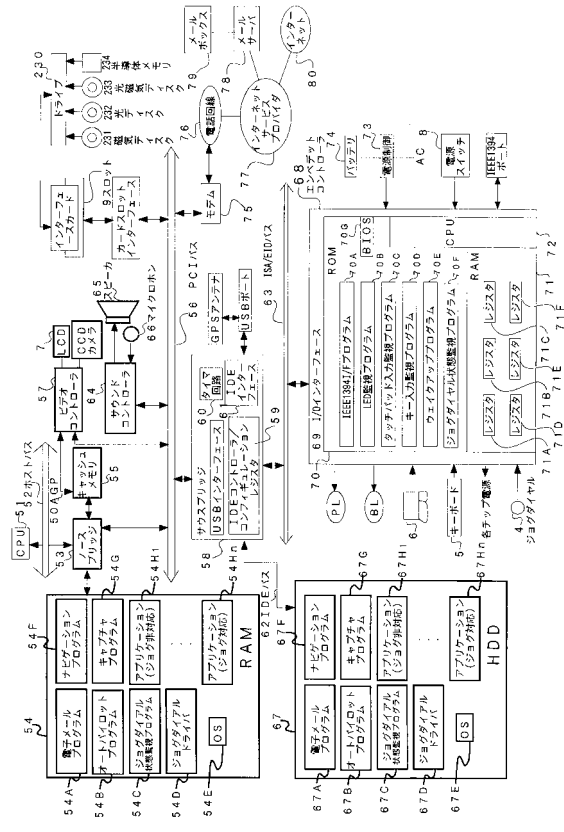 CPU 51
52ホストバス
50AGP
ノース
ブリッジ
53
キャッシュ
メモリ
55
ビデオ
コントローラ
57
LCD
7
CCD
カメラ
サウンド
コントローラ
64
65
スピーカ
66マイクロホン
インターフェ
スカード
9スロット
カードスロット
インターフェース
ドライブ
230
231
磁気ディスク
232
光ディスク
233
光磁気ディスク
234
半導体メモリ
56 PCIバス
モデム
75
電話回線
76
インターネット
サービス
プロバイダ
77
メールサーバ
78
メール
ボックス
79
インター
ネット
80
54
電子メール
プログラム
54A
オートパイロット
プログラム
54B
ジョグダイアル
状態監視プログラム
54C
ジョグダイアル
ドライバ
54D
OS
54E
ナビゲーション
プログラム
54F
キャプチャ
プログラム
54G
アプリケーション
(ジョグ非対応)
54H1
アプリケーション
(ジョグ対応)
54Hn
RAM
サウスブリッジ
58
USBインターフェース
IDEコントローラ
コンフィギュレーション
レジスタ
59
60
タイマ
回路
61
IDE
インター
フェース
GPSアンテナ
USBポート
62IDEバス
63 ISA/EIOバス
67
電子メール
プログラム
67A
オートパイロット
プログラム
67B
ジョグダイアル
状態監視プログラム
67C
ジョグダイアル
ドライバ
67D
OS
67E
ナビゲーション
プログラム
67F
キャプチャ
プログラム
67G
アプリケーション
(ジョグ非対応)
67H1
アプリケーション
(ジョグ対応)
67Hn
HDD
PL
BL
6
キーボード
5
各チップ電源
4
ジョグダイヤル
68
エンベデット
コントローラ
69 I/Oインターフェース
70
ROM
70G
BIOS
IEEE1394I/Fプログラム
70A
LED監視プログラム
70B
タッチパッド入力監視プログラム
70C
キー入力監視プログラム
70D
ウェイクアッププログラム
70E
ジョグダイヤル状態監視プログラム
70F
RAM
71
レジスタ
71A
レジスタ
71B
レジスタ
71C
レジスタ
71D
レジスタ
71E
レジスタ
71F
CPU
72
バッテリ
74
電源制御
73
AC
電源
スイッチ
8
IEEE1394
ポート